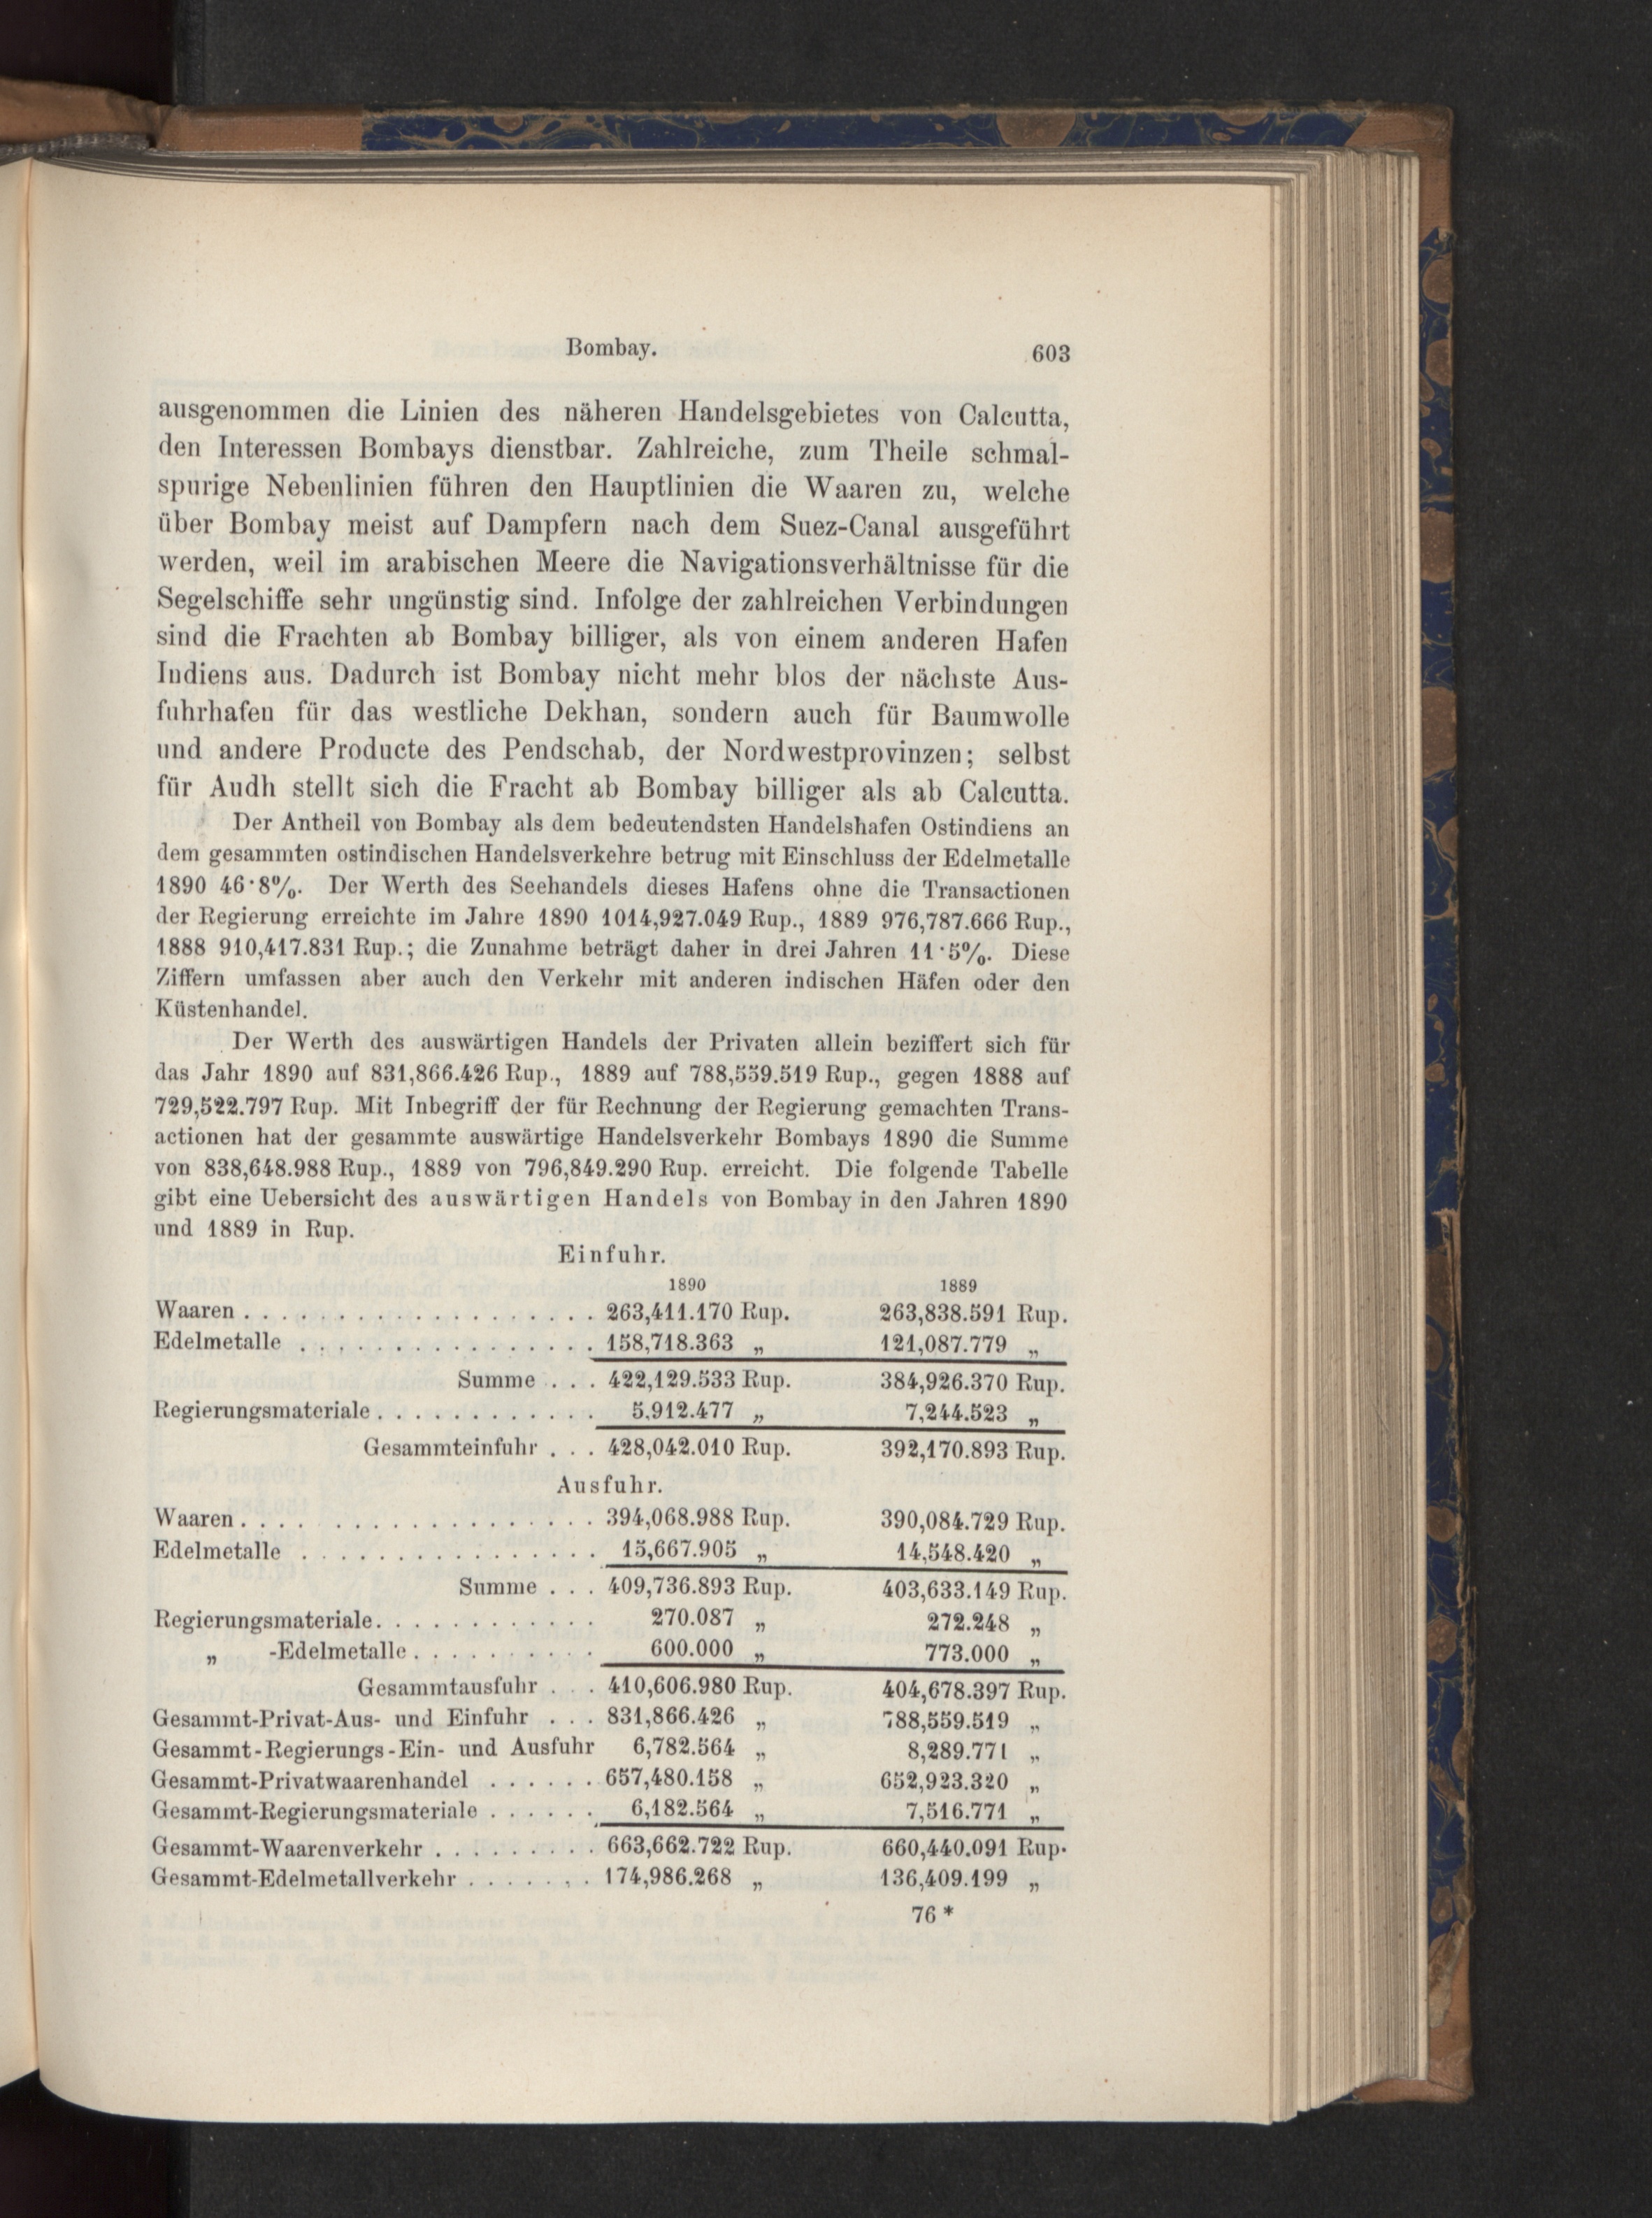 Bombay. 603
ausgenommen die Linien des näheren Handelsgebietes von Calcutta,
den Interessen Bombays dienstbar. Zahlreiche, zum Theile schmal-
spurige Nebenlinien führen den Hauptlinien die Waaren zu, welche
über Bombay meist auf Dampfern nach dem Suez-Canal ausgeführt
werden, weil im arabischen Meere die Navigationsverhältnisse für die
Segelschiffe sehr ungünstig sind. Infolge der zahlreichen Verbindungen
sind die Frachten ab Bombay billiger, als von einem anderen Hafen
Indiens aus. Dadurch ist Bombay nicht mehr blos der nächste Aus-
fuhrhafen für das westliche Dekhan, sondern auch für Baumwolle
und andere Producte des Pendschab, der Nordwestprovinzen; selbst
für Audh stellt sich die Fracht ab Bombay billiger als ab Calcutta.
Der Antheil von Bombay als dem bedeutendsten Handelshafen Ostindiens an
dem gesammten ostindischen Handelsverkehre betrug mit Einschluss der Edelmetalle
1890 46·8%. Der Werth des Seehandels dieses Hafens ohne die Transactionen
der Regierung erreichte im Jahre 1890 1014,927.049 Rup., 1889 976,787.666 Rup.,
1888 910,417.831 Rup.; die Zunahme beträgt daher in drei Jahren 11·5%. Diese
Ziffern umfassen aber auch den Verkehr mit anderen indischen Häfen oder den
Küstenhandel.
Der Werth des auswärtigen Handels der Privaten allein beziffert sich für
das Jahr 1890 auf 831,866.426 Rup., 1889 auf 788,559.519 Rup., gegen 1888 auf
729,522.797 Rup. Mit Inbegriff der für Rechnung der Regierung gemachten Trans-
actionen hat der gesammte auswärtige Handelsverkehr Bombays 1890 die Summe
von 838,648.988 Rup., 1889 von 796,849.290 Rup. erreicht. Die folgende Tabelle
gibt eine Uebersicht des auswärtigen Handels von Bombay in den Jahren 1890
und 1889 in Rup.
Einfuhr.
1890 1889
Waaren . . . . . . . . . . . . . . . . . . . 263,411.170 Rup. 263,838.591 Rup.
Edelmetalle . . . . . . . . . . . . . . . . 158,718.363 „ 121,087.779 „
Summe . . . 422,129.533 Rup. 384,926.370 Rup.
Regierungsmateriale . . . . . . . . . . . . 5,912.477 „ 7,244.523 „
Gesammteinfuhr . . . 428,042.010 Rup. 392,170.893 Rup.
Ausfuhr.
Waaren . . . . . . . . . . . . . . . . . . . 394,068.988 Rup. 390,084.729 Rup.
Edelmetalle . . . . . . . . . . . . . . . . 15,667.905 „ 14,548.420 „
Summe . . . 409,736.893 Rup. 403,633.149 Rup.
Regierungsmateriale . . . . . . . . . . . . 270.087 „ 272.248 „
„ -Edelmetalle . . . . . . . . . . 600.000 „ 773.000 „
Gesammtausfuhr . . . 410,606.980 Rup. 404,678.397 Rup.
Gesammt-Privat-Aus- und Einfuhr . . . 831,866.426 „ 788,559.519 „
Gesammt-Regierungs-Ein- und Ausfuhr 6,782.564 „ 8,289.771 „
Gesammt-Privatwaarenhandel . . . . . . 657,480.158 „ 652,923.320 „
Gesammt-Regierungsmateriale . . . . . . 6,182.564 „ 7,516.771 „
Gesammt-Waarenverkehr . . . . . . . . . 663,662.722 Rup. 660,440.091 Rup.
Gesammt-Edelmetallverkehr . . . . . . . 174,986.268 „ 136,409.199 „
76 *